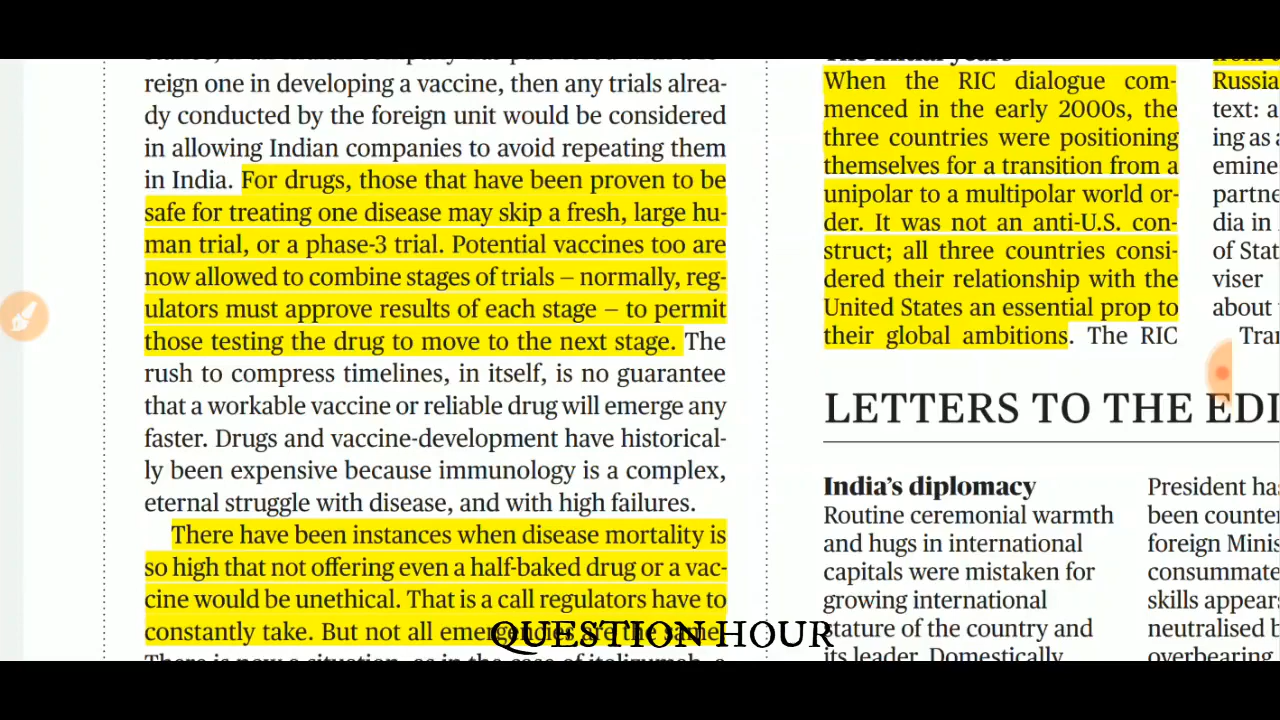 reign one in developing a vaccine, then any trials alrea-
dy conducted by the foreign unit would be considered
in allowing Indian companies to avoid repeating them
in India. For drugs, those that have been proven to be
safe for treating one disease may skip a fresh, large hu-
man trial, or a phase-3 trial. Potential vaccines too are
now allowed to combine stages of trials – normally, reg-
ulators must approve results of each stage – to permit
those testing the drug to move to the next stage. The
rush to compress timelines, in itself, is no guarantee
that a workable vaccine or reliable drug will emerge any
faster. Drugs and vaccine-development have historical-
ly been expensive because immunology is a complex,
eternal struggle with disease, and with high failures.
There have been instances when disease mortality is
so high that not offering even a half-baked drug or a vac-
cine would be unethical. That is a call regulators have to
constantly take. But not all emergencies are the same.
When the RIC dialogue com-
menced in the early 2000s, the
three countries were positioning
themselves for a transition from a
unipolar to a multipolar world or-
der. It was not an anti-U.S. con-
struct; all three countries consi-
dered their relationship with the
United States an essential prop to
their global ambitions. The RIC
Russia
text: a
ing as a
emine
partne
dia in
of Stat
viser
about
Tra
LETTERS TO THE EDI
India's diplomacy
Routine ceremonial warmth
and hugs in international
capitals were mistaken for
growing international
stature of the country and
its leader. Domestically
President ha
been counter
foreign Minis
consummate
skills appear
neutralised b
overbearing
QUESTION HOUR